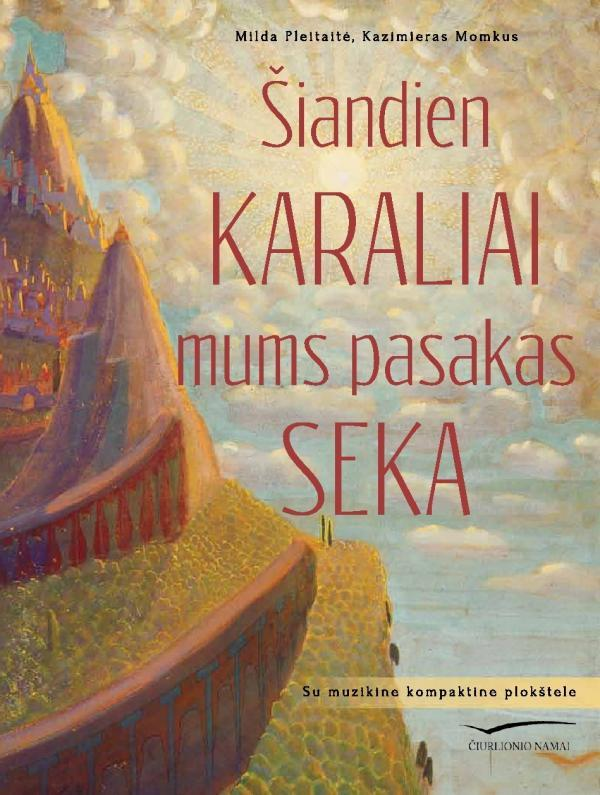 Milda Pleitaitė, Kazimieras Momkus
Šiandien
KARALIAI
mums pasakas
SEKA
Su muzikine kompaktine plokštele
ČIURLIONIO NAMAI